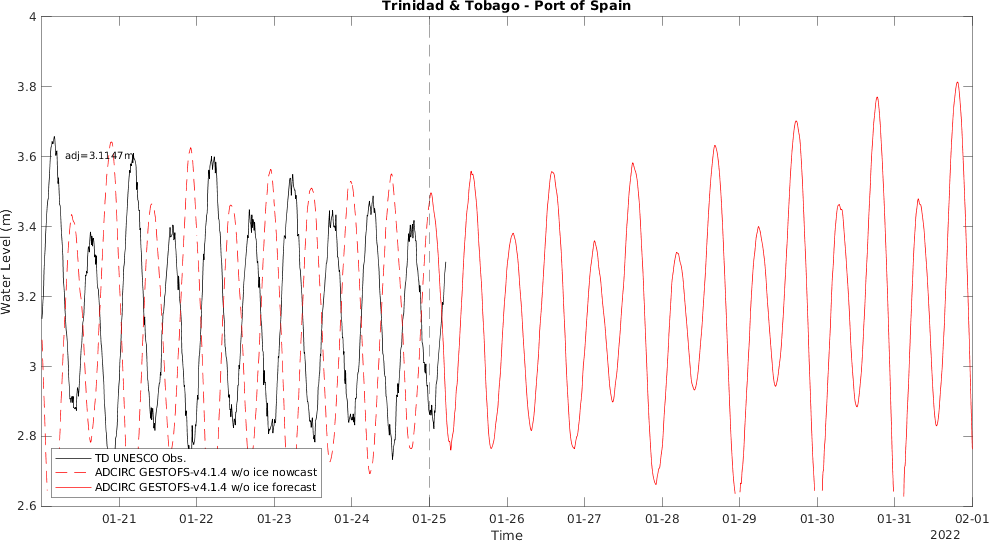 Trinidad & Tobago - Port of Spain
4
3.8
3.6
3.4
3.2
3
2.8
2.6
Water Level (m)
adj=3.1147m
TD UNESCO Obs.
ADCIRC GESTOFS-v4.1.4 w/o ice nowcast
ADCIRC GESTOFS-v4.1.4 w/o ice forecast
01-21 01-22 01-23 01-24 01-25 01-26 01-27 01-28 01-29 01-30 01-31 02-01
Time
2022